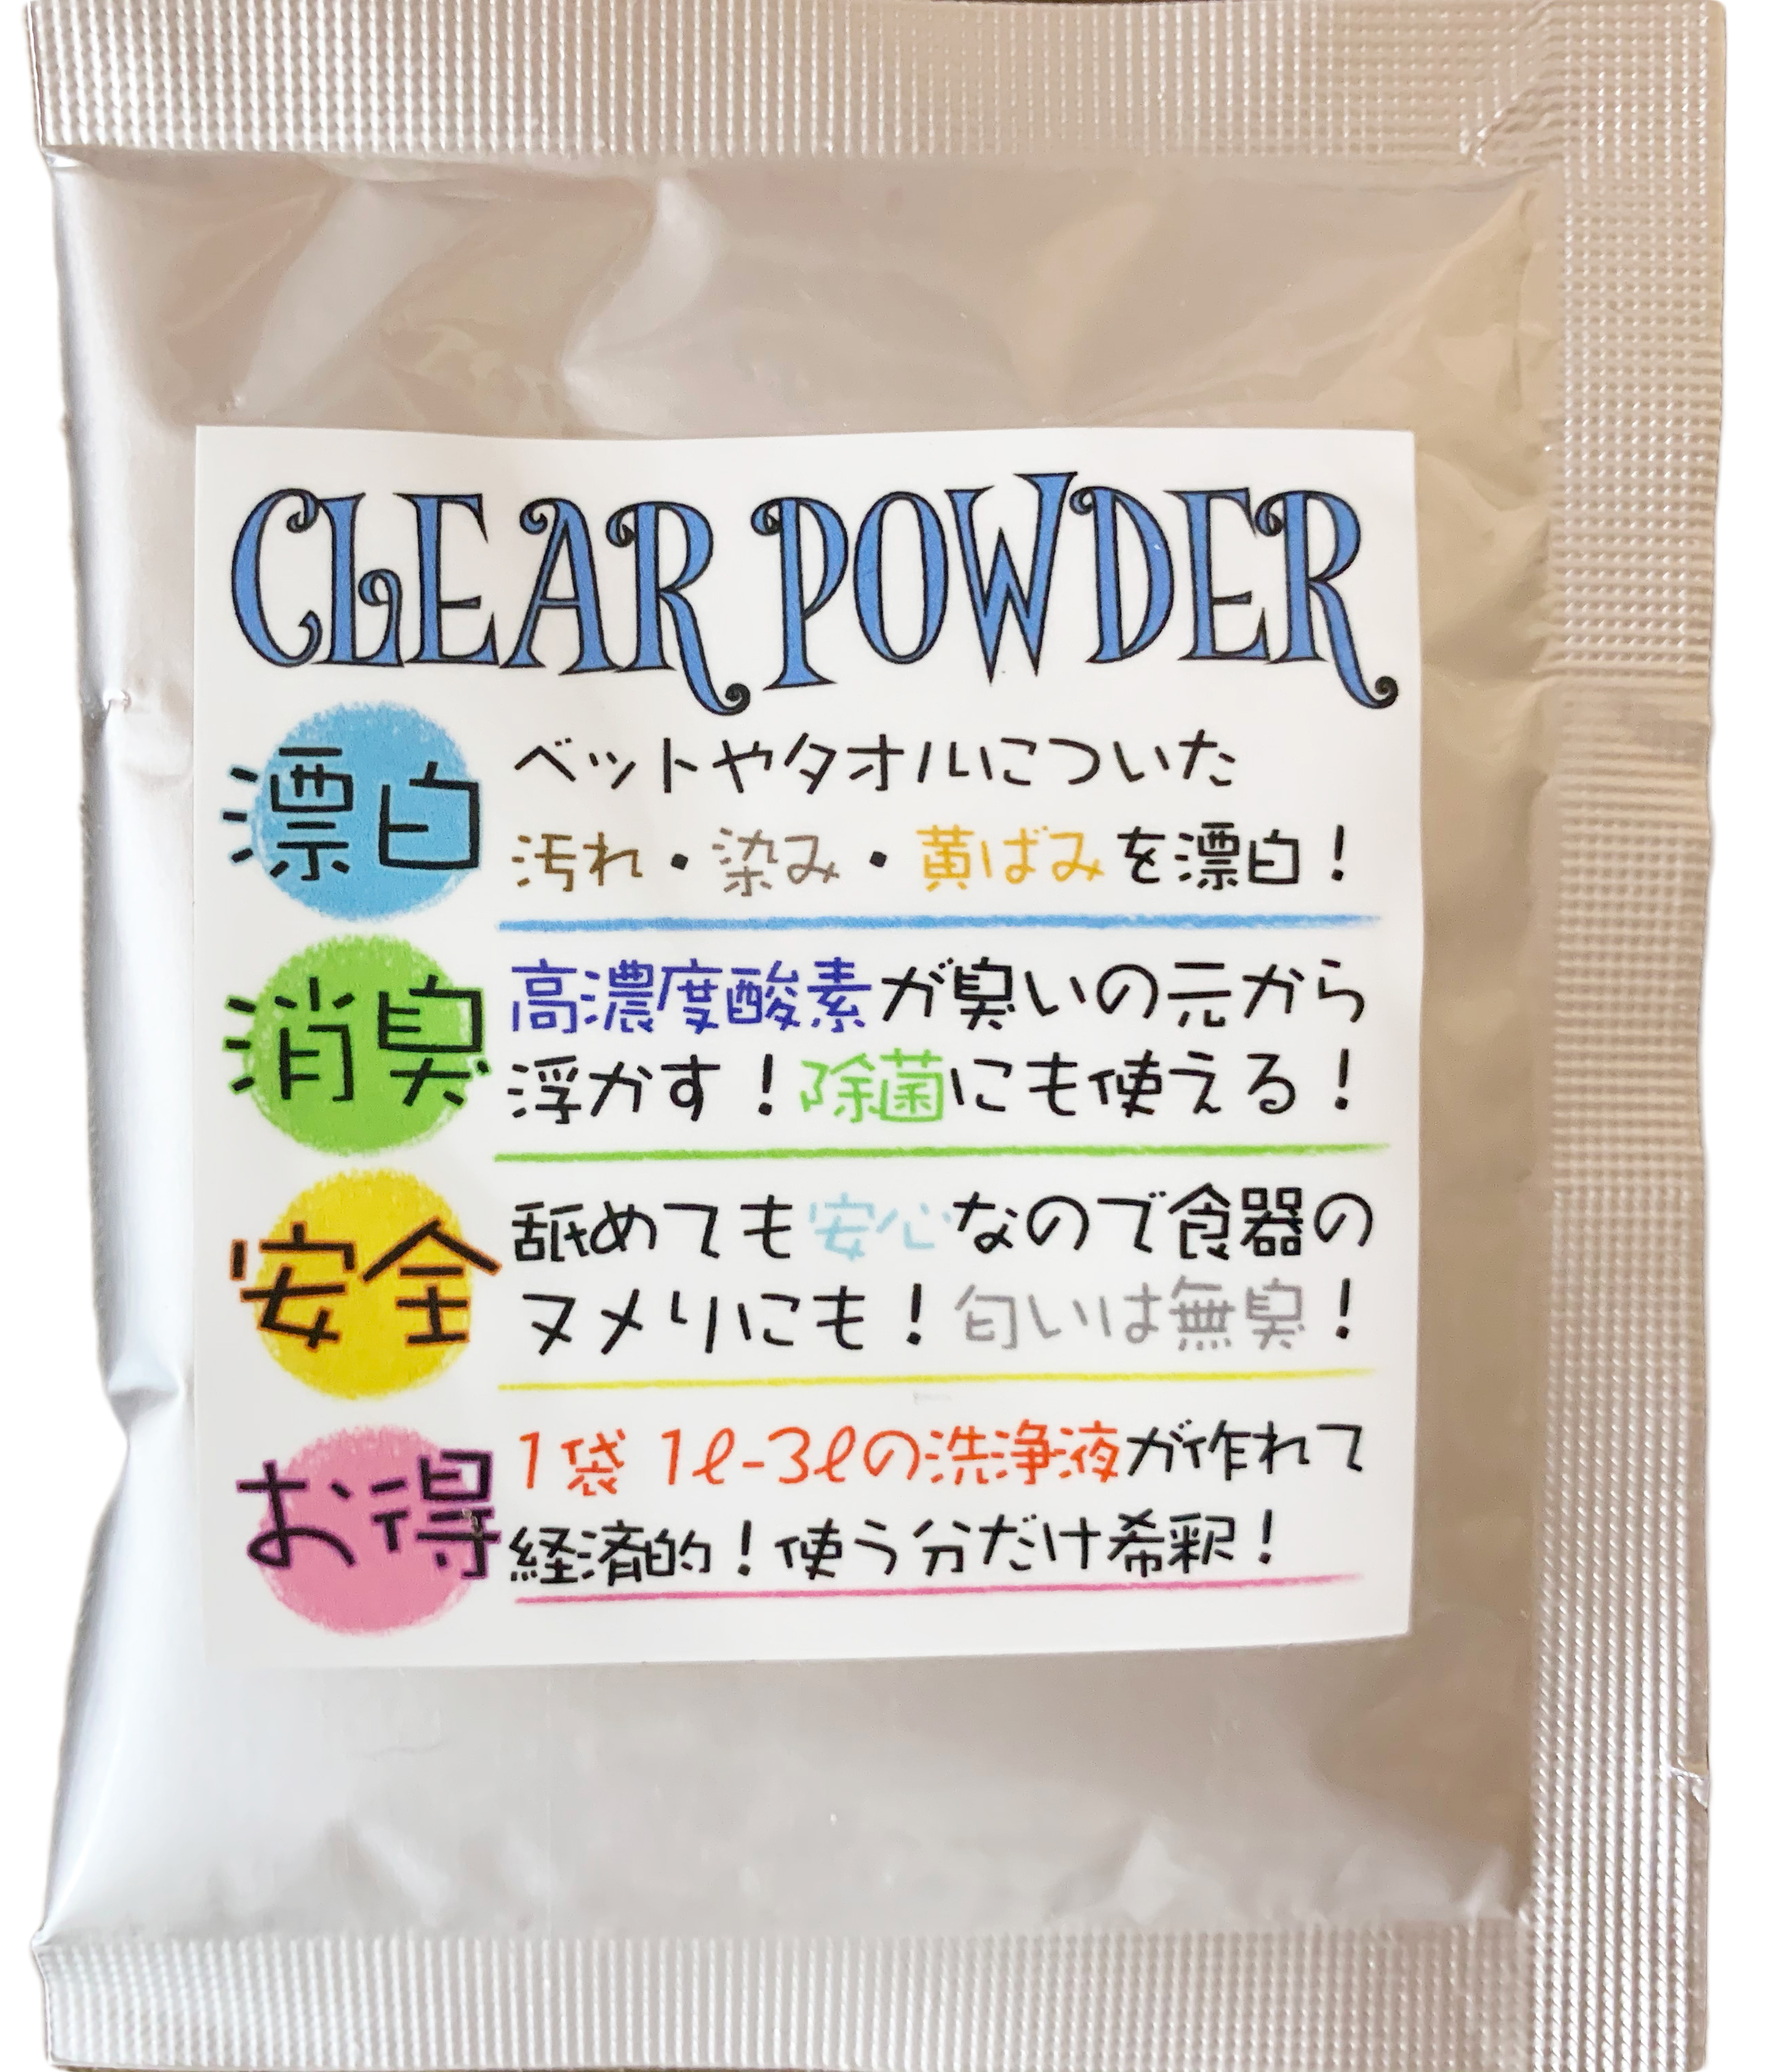 CLEAR POWDER
漂白
ベットやタオルについた
汚れ・染み・黄ばみを漂白！
消臭
高濃度酸素が臭いの元から
浮かす！除菌にも使える！
安全
舐めても安心なので食器の
ヌメリにも！匂いは無臭！
お得
1袋 1ℓ-3ℓの洗浄液が作れて
経済的！使う分だけ希釈！